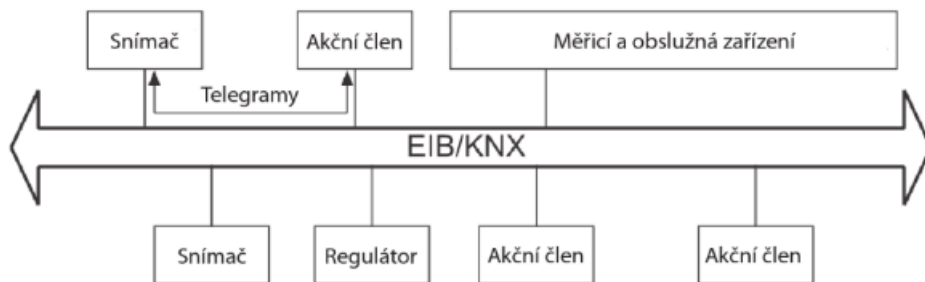 Snímač
Akční člen
Měřicí a obslužná zařízení
Telegramy
EIB/KNX
Snímač
Regulátor
Akční člen
Akční člen